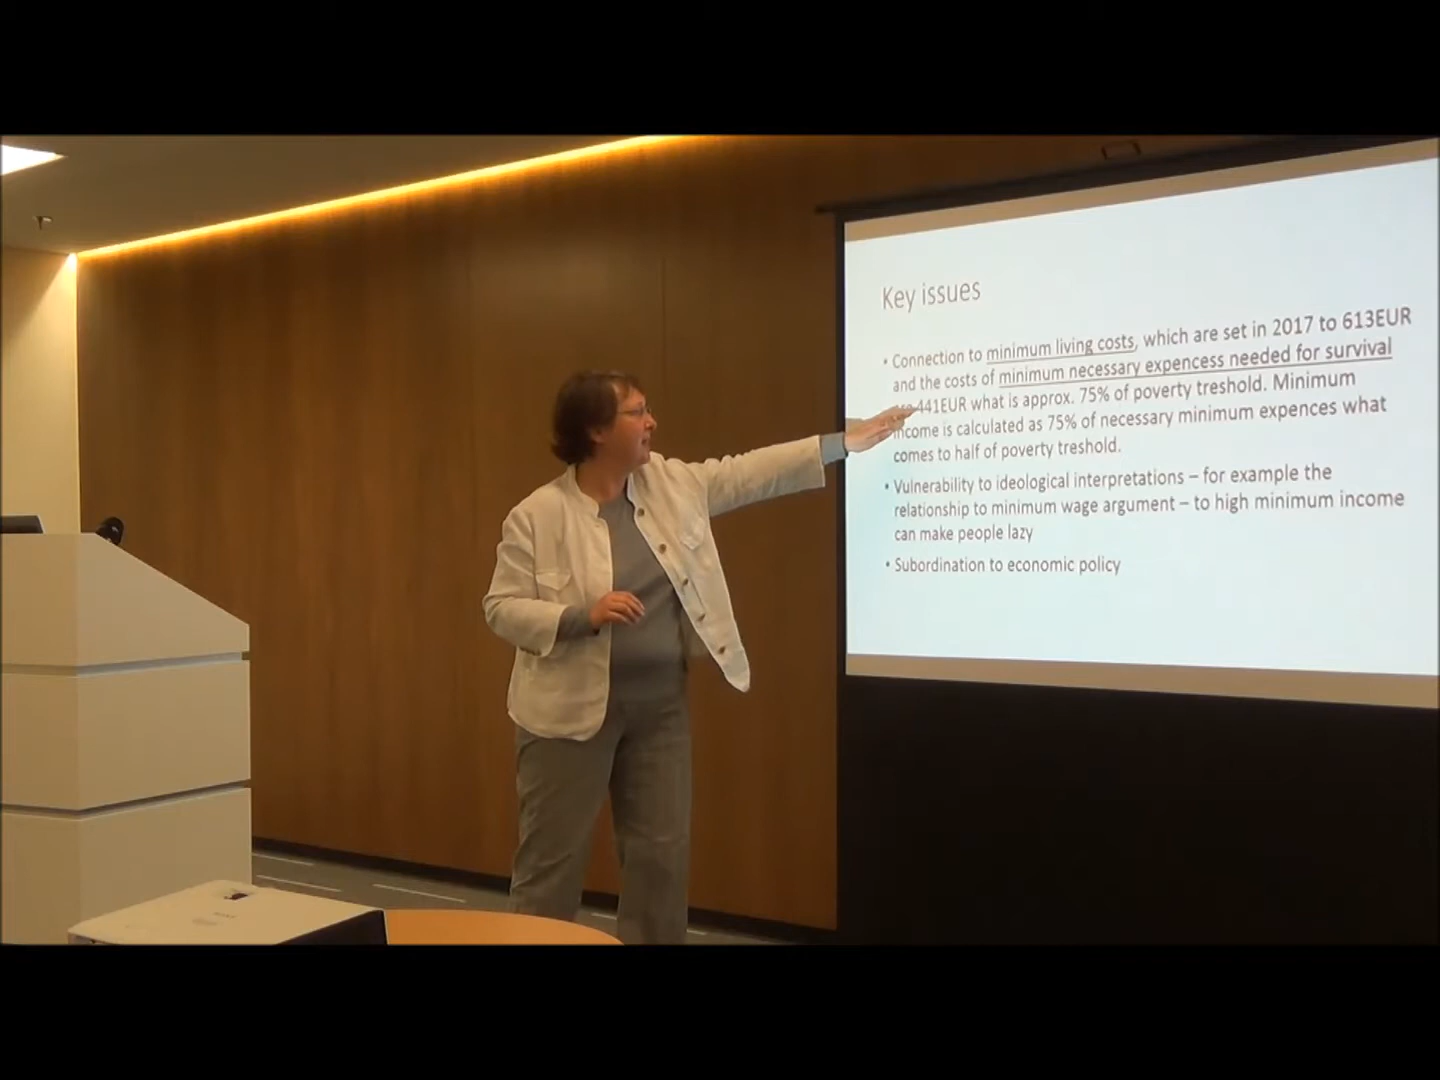 Key issues
• Connection to minimum living costs, which are set in 2017 to 613EUR
and the costs of minimum necessary expencess needed for survival
441EUR what is approx. 75% of poverty treshold. Minimum
income is calculated as 75% of necessary minimum expences what
comes to half of poverty treshold.
• Vulnerability to ideological interpretations – for example the
relationship to minimum wage argument – to high minimum income
can make people lazy
• Subordination to economic policy